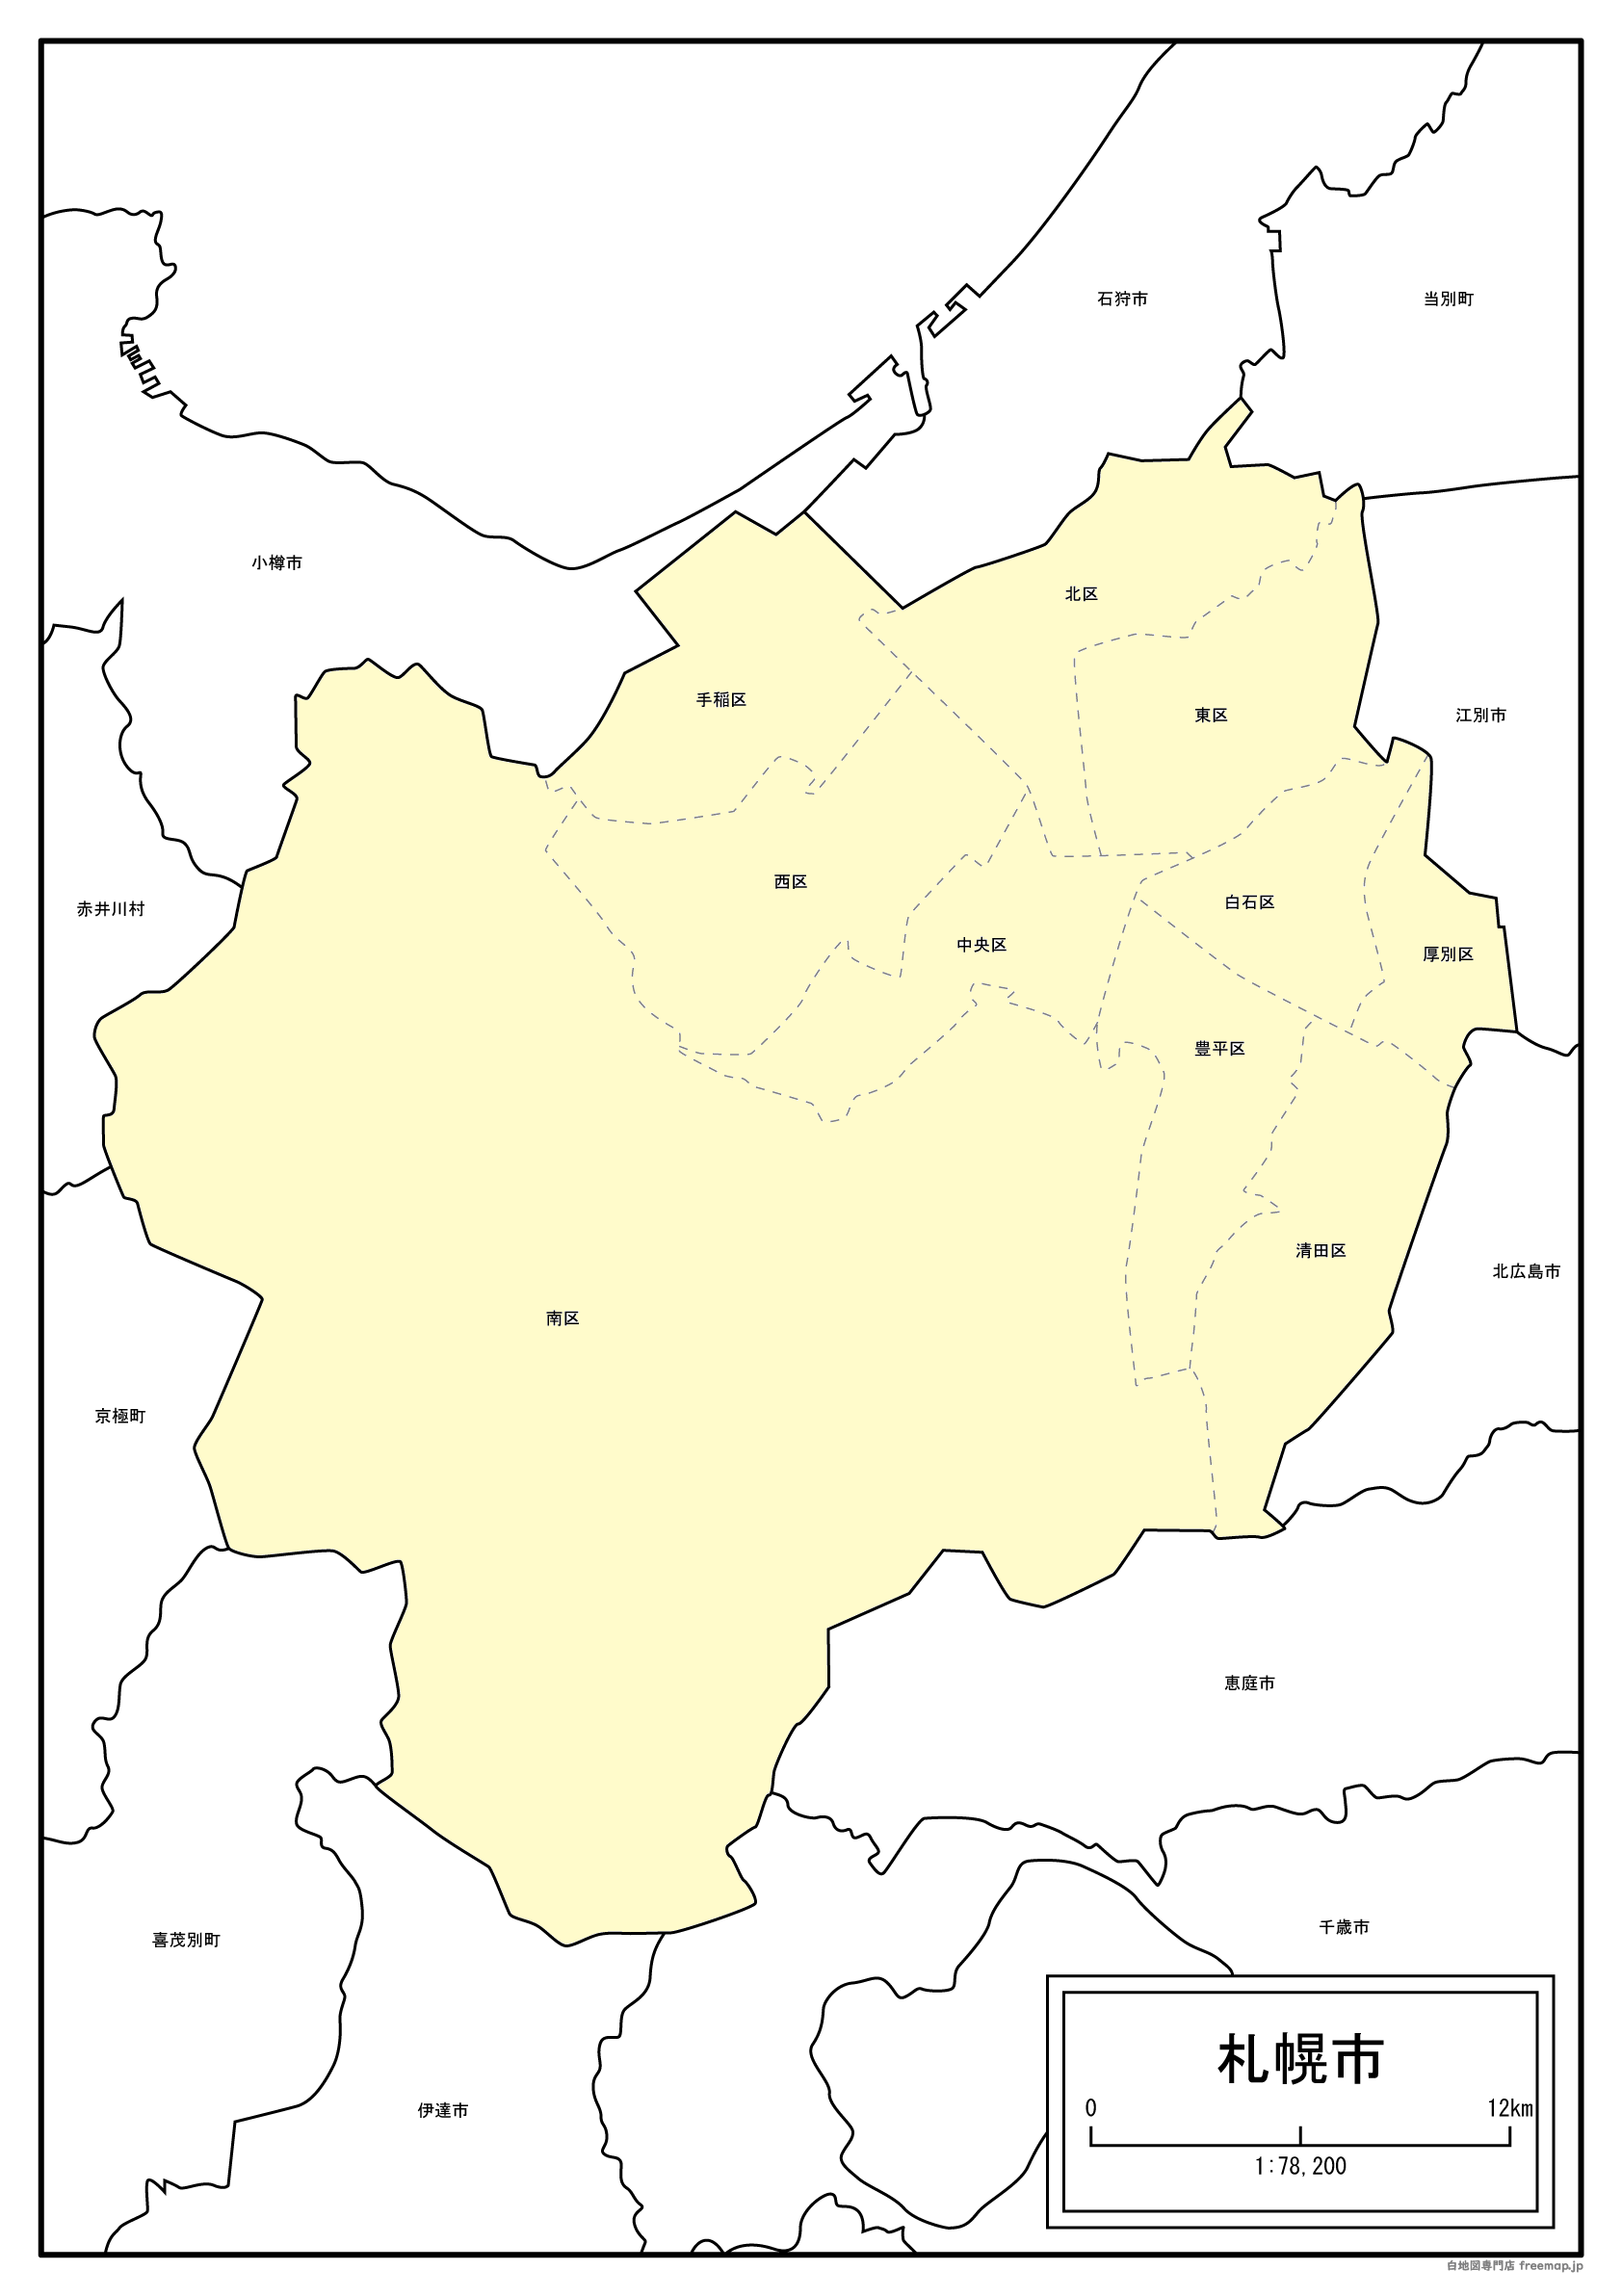 石狩市
当別町
小樽市
北区
手稲区
東区
江別市
西区
白石区
赤井川村
中央区
厚別区
豊平区
清田区
北広島市
南区
京極町
恵庭市
千歳市
喜茂別町
伊達市
札幌市
0 12km
1:78,200
白地図専門店 freemap.jp